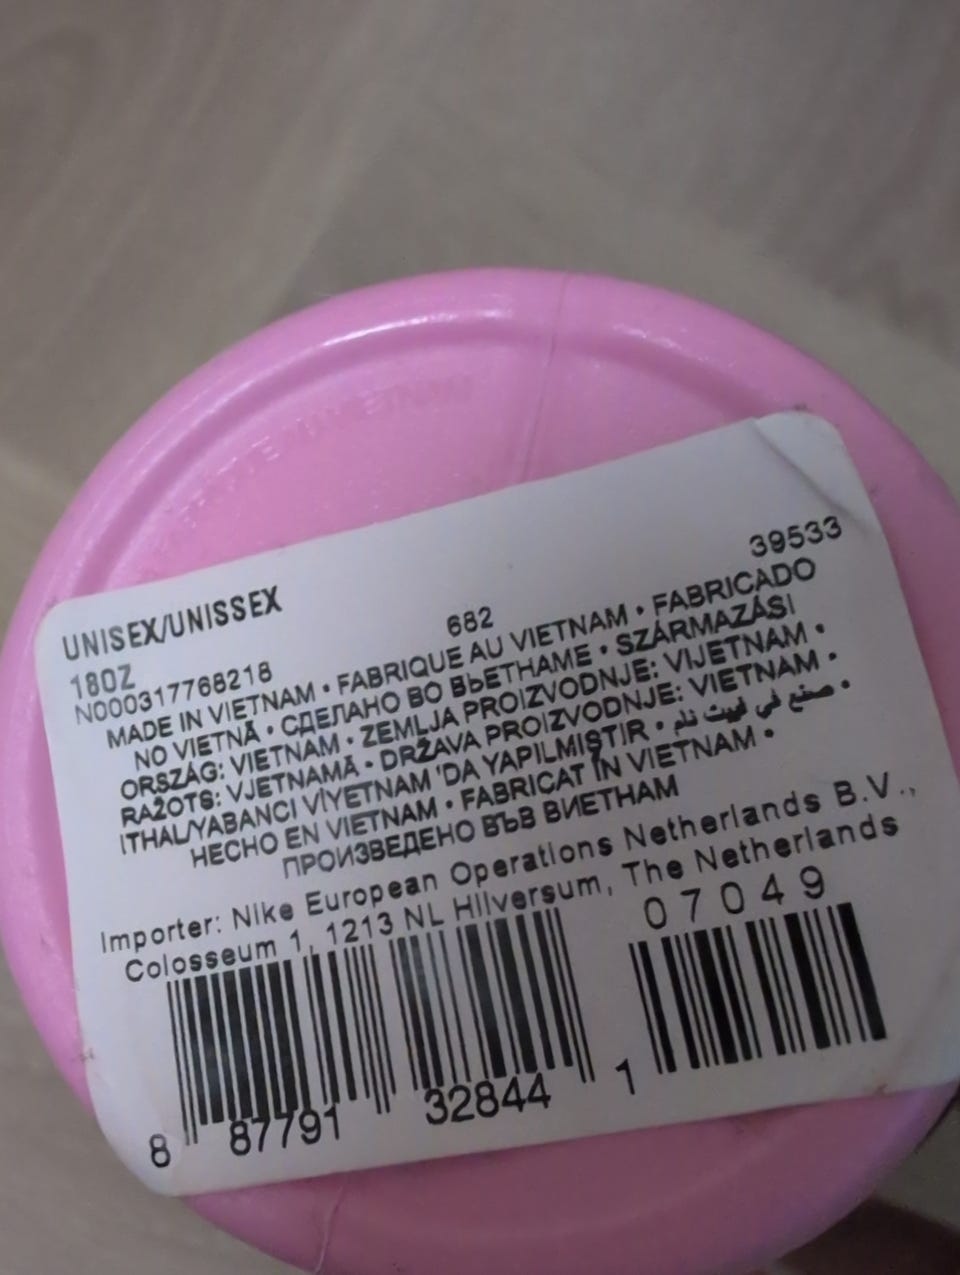 UNISEX/UNISSEX
39533
18OZ
682
N000317768218
MADE IN VIETNAM • FABRIQUE AU VIETNAM • FABRICADO
NO VIETNÃ • СДЕЛАНО ВО ВЬЕТНАМЕ • SZÁRMAZÁSI
ORSZÁG: VIETNAM • ZEMLJA PROIZVODNJE: VIJETNAM •
RAŽOTS: VJETNAMĀ • DRŽAVA PROIZVODNJE: VIETNAM •
ITHAL/YABANCI VİYETNAM 'DA YAPILMIŞTIR • صنع في فييت نام •
HECHO EN VIETNAM • FABRICAT ÎN VIETNAM •
ПРОИЗВЕДЕНО ВЪВ ВИЕТНАМ
Importer: Nike European Operations Netherlands B.V.,
Colosseum 1, 1213 NL Hilversum, The Netherlands
07049
8 87791 32844 1